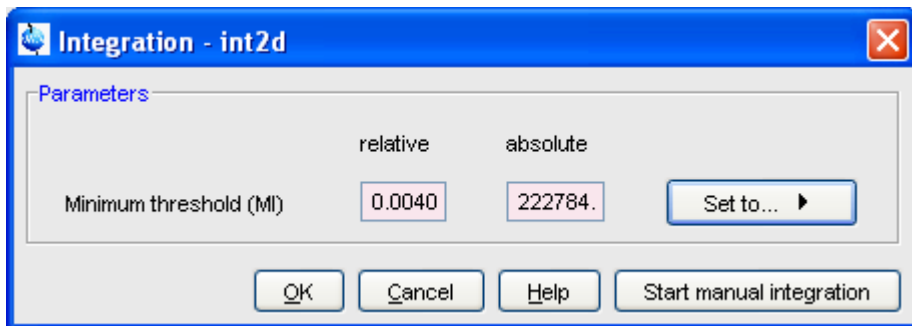 Integration - int2d
Parameters
relative absolute
Minimum threshold (MI) 0.0040 222784. Set to...
OK Cancel Help Start manual integration